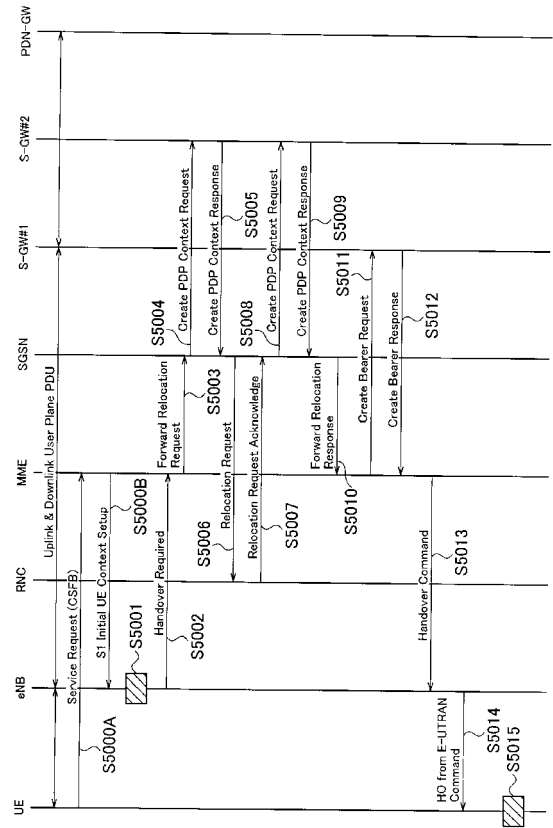 UE
eNB
RNC
MME
SGSN
S-GW#1
S-GW#2
PDN-GW
Uplink & Downlink User Plane PDU
Service Request (CSFB)
S5000A
S1 Initial UE Context Setup
S5000B
S5001
Handover Required
S5002
Forward Relocation
Request
S5003
S5004
Create PDP Context Request
Create PDP Context Response
S5005
Relocation Request
S5006
Relocation Request Acknowledge
S5007
S5008
Create PDP Context Request
Create PDP Context Response
S5009
Forward Relocation
Response
S5010
Create Bearer Request
S5011
Create Bearer Response
S5012
Handover Command
S5013
HO from E-UTRAN
Command
S5014
S5015